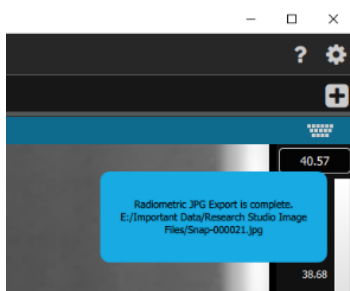 ?
40.57
Radiometric JPG Export is complete.
E:/Important Data/Research Studio Image
Files/Snap-000021.jpg
38.68